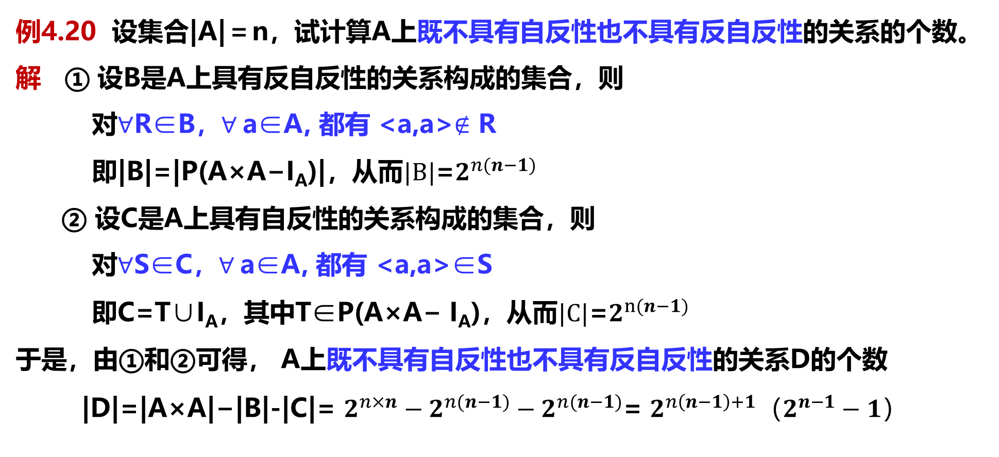 例4.20 设集合|A| = n，试计算A上既不具有自反性也不具有反自反性的关系的个数。
解 ① 设B是A上具有反自反性的关系构成的集合，则
对∀R∈B，∀ a∈A, 都有 <a,a>∉ R
即|B|=|P(A×A−I_A)|，从而|B|=2^{n(n−1)}
② 设C是A上具有自反性的关系构成的集合，则
对∀S∈C，∀ a∈A, 都有 <a,a>∈S
即C=T∪I_A，其中T∈P(A×A− I_A)，从而|C|=2^{n(n−1)}
于是，由①和②可得， A上既不具有自反性也不具有反自反性的关系D的个数
|D|=|A×A|−|B|-|C|= 2^{n×n} − 2^{n(n−1)} − 2^{n(n−1)}= 2^{n(n−1)+1}（2^{n−1} − 1）